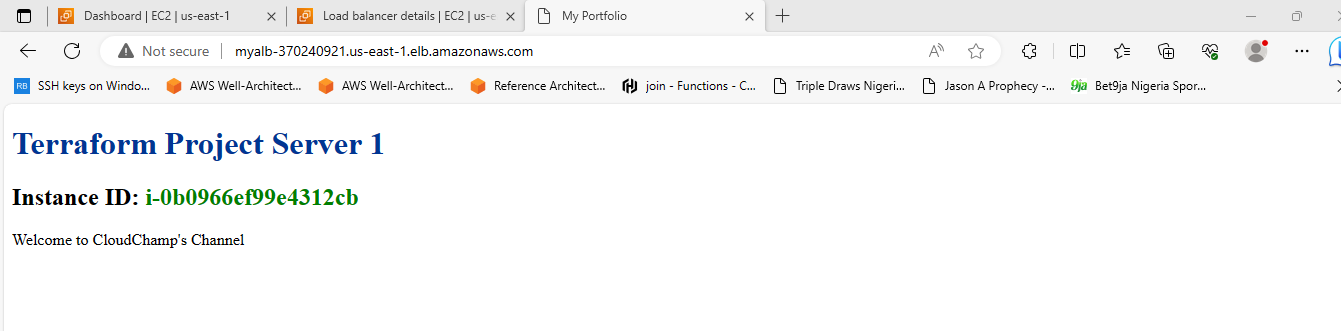 Dashboard | EC2 | us-east-1
Load balancer details | EC2 | us-e
My Portfolio
Not secure
myalb-370240921.us-east-1.elb.amazonaws.com
RB SSH keys on Windo...
AWS Well-Architect...
AWS Well-Architect...
Reference Architect...
join - Functions - C...
Triple Draws Nigeri...
Jason A Prophecy -...
9ja Bet9ja Nigeria Spor...
Terraform Project Server 1
Instance ID: i-0b0966ef99e4312cb
Welcome to CloudChamp's Channel